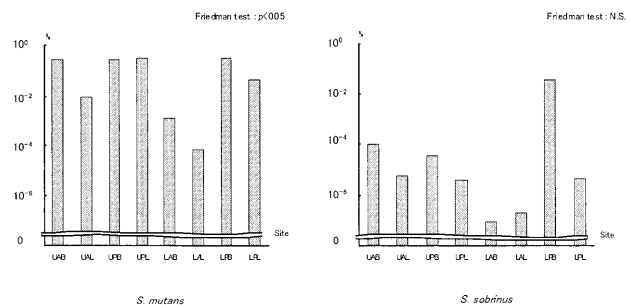 Friedman test : p<0.05
%
10⁰
10⁻²
10⁻⁴
10⁻⁶
0
Site
UAB UAL UPB UPL LAB LAL LPB LPL
S. mutans
Friedman test : N.S.
%
10⁰
10⁻²
10⁻⁴
10⁻⁶
0
Site
UAB UAL UPB UPL LAB LAL LPB LPL
S. sobrinus